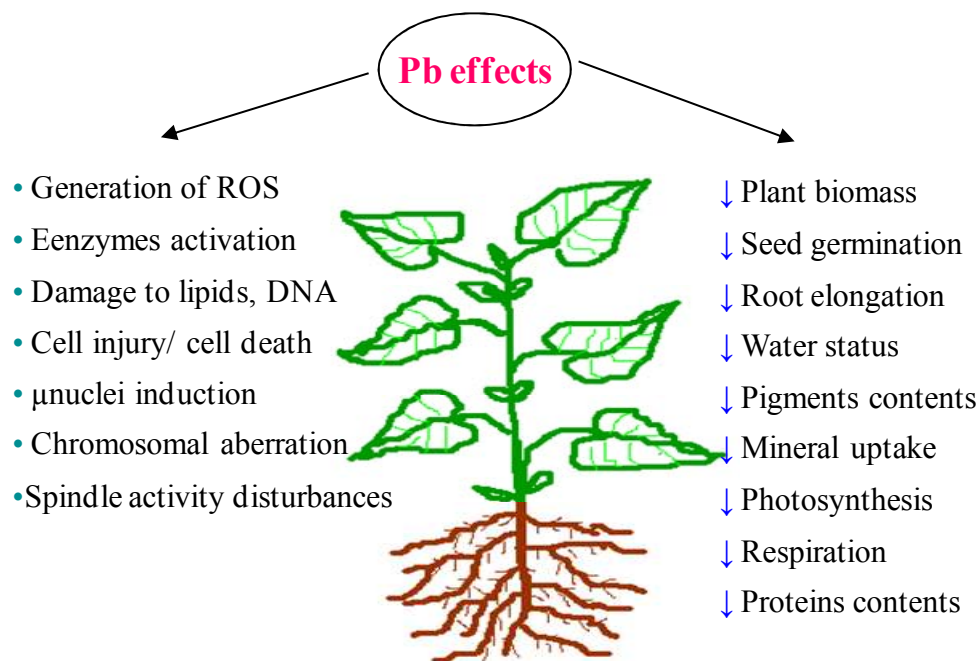 Pb effects
• Generation of ROS
• Eenzymes activation
• Damage to lipids, DNA
• Cell injury/ cell death
• µnuclei induction
• Chromosomal aberration
•Spindle activity disturbances
↓ Plant biomass
↓ Seed germination
↓ Root elongation
↓ Water status
↓ Pigments contents
↓ Mineral uptake
↓ Photosynthesis
↓ Respiration
↓ Proteins contents